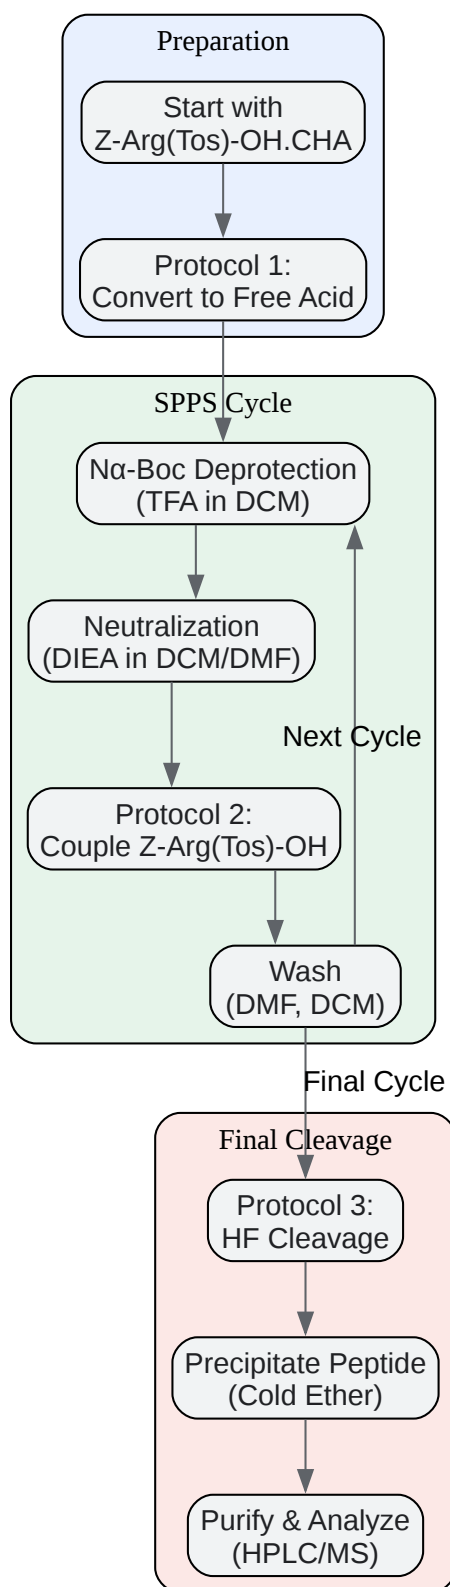 Preparation
Start with
Z-Arg(Tos)-OH.CHA
Protocol 1:
Convert to Free Acid
SPPS Cycle
Nα-Boc Deprotection
(TFA in DCM)
Neutralization
(DIEA in DCM/DMF)
Next Cycle
Protocol 2:
Couple Z-Arg(Tos)-OH
Wash
(DMF, DCM)
Final Cycle
Final Cleavage
Protocol 3:
HF Cleavage
Precipitate Peptide
(Cold Ether)
Purify & Analyze
(HPLC/MS)